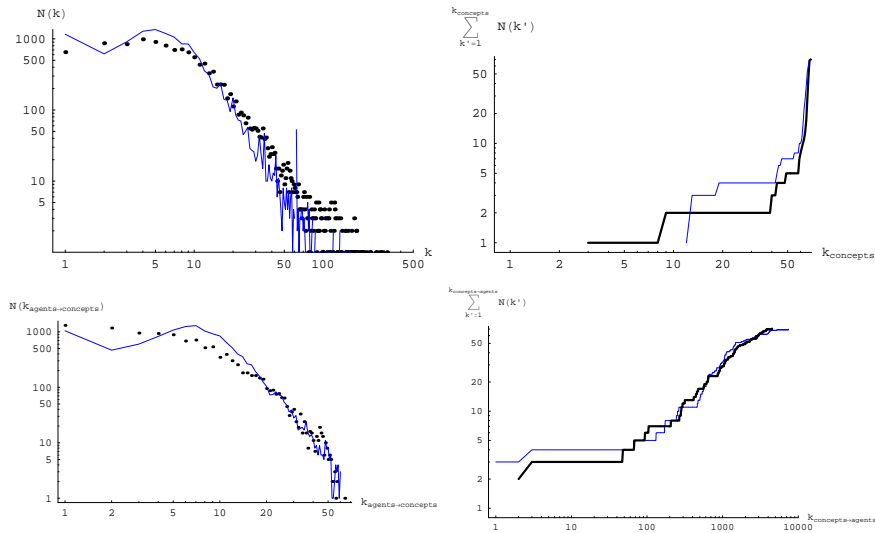 N(k)
1000
500
100
50
10
5
1 5 10 50 100 500
k
k_concepts
∑ N(k')
k'=1
50
20
10
5
2
1
1 2 5 10 20 50
k_concepts
N(k_agents→concepts)
1000
500
100
50
10
5
1
1 2 5 10 20 50
k_agents→concepts
k_concepts→agents
∑ N(k')
k'=1
50
20
10
5
2
1
1 10 100 1000 10000
k_concepts→agents